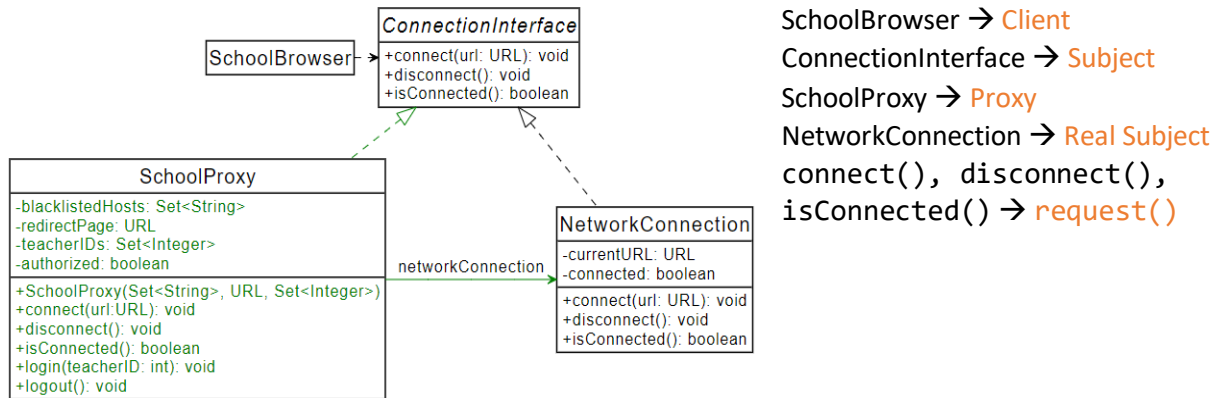 ConnectionInterface
+connect(url: URL): void
+disconnect(): void
+isConnected(): boolean
SchoolBrowser
SchoolProxy
-blacklistedHosts: Set<String>
-redirectPage: URL
-teacherIDs: Set<Integer>
-authorized: boolean
+SchoolProxy(Set<String>, URL, Set<Integer>)
+connect(url:URL): void
+disconnect(): void
+isConnected(): boolean
+login(teacherID: int): void
+logout(): void
networkConnection
NetworkConnection
-currentURL: URL
-connected: boolean
+connect(url: URL): void
+disconnect(): void
+isConnected(): boolean
SchoolBrowser → Client
ConnectionInterface → Subject
SchoolProxy → Proxy
NetworkConnection → Real Subject
connect(), disconnect(),
isConnected() → request()